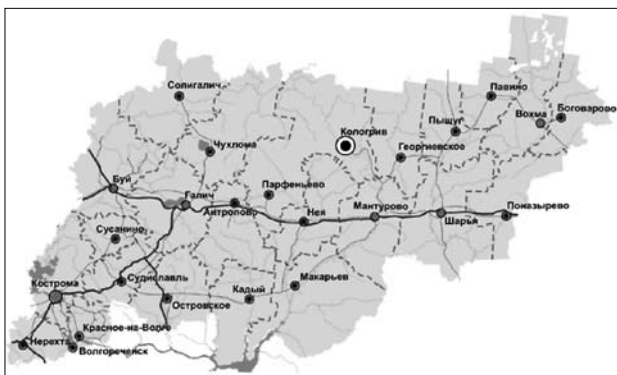 Солигалич
Павино
Вохма
Боговарово
Пыщуг
Кологрив
Чухлома
Георгиевское
Буй
Галич
Парфеньево
Антропово
Нея
Мантурово
Шарья
Поназырево
Сусанино
Кострома
Судиславль
Островское
Кадый
Макарьев
Нерехта
Красное-на-Волге
Волгореченск